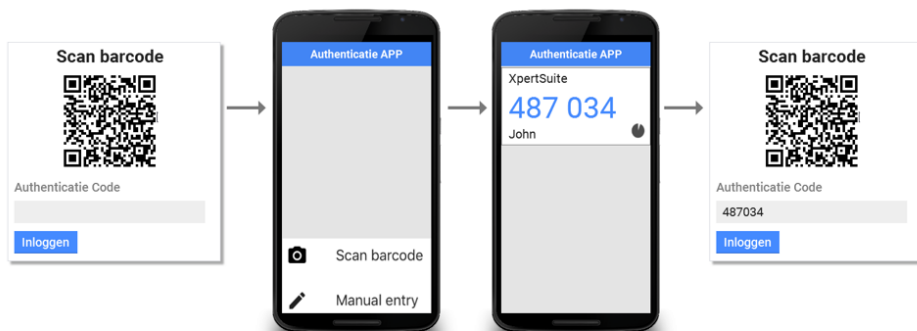 Scan barcode
Authenticatie Code
Inloggen
Authenticatie APP
Scan barcode
Manual entry
Authenticatie APP
XpertSuite
487 034
John
Scan barcode
Authenticatie Code
487034
Inloggen